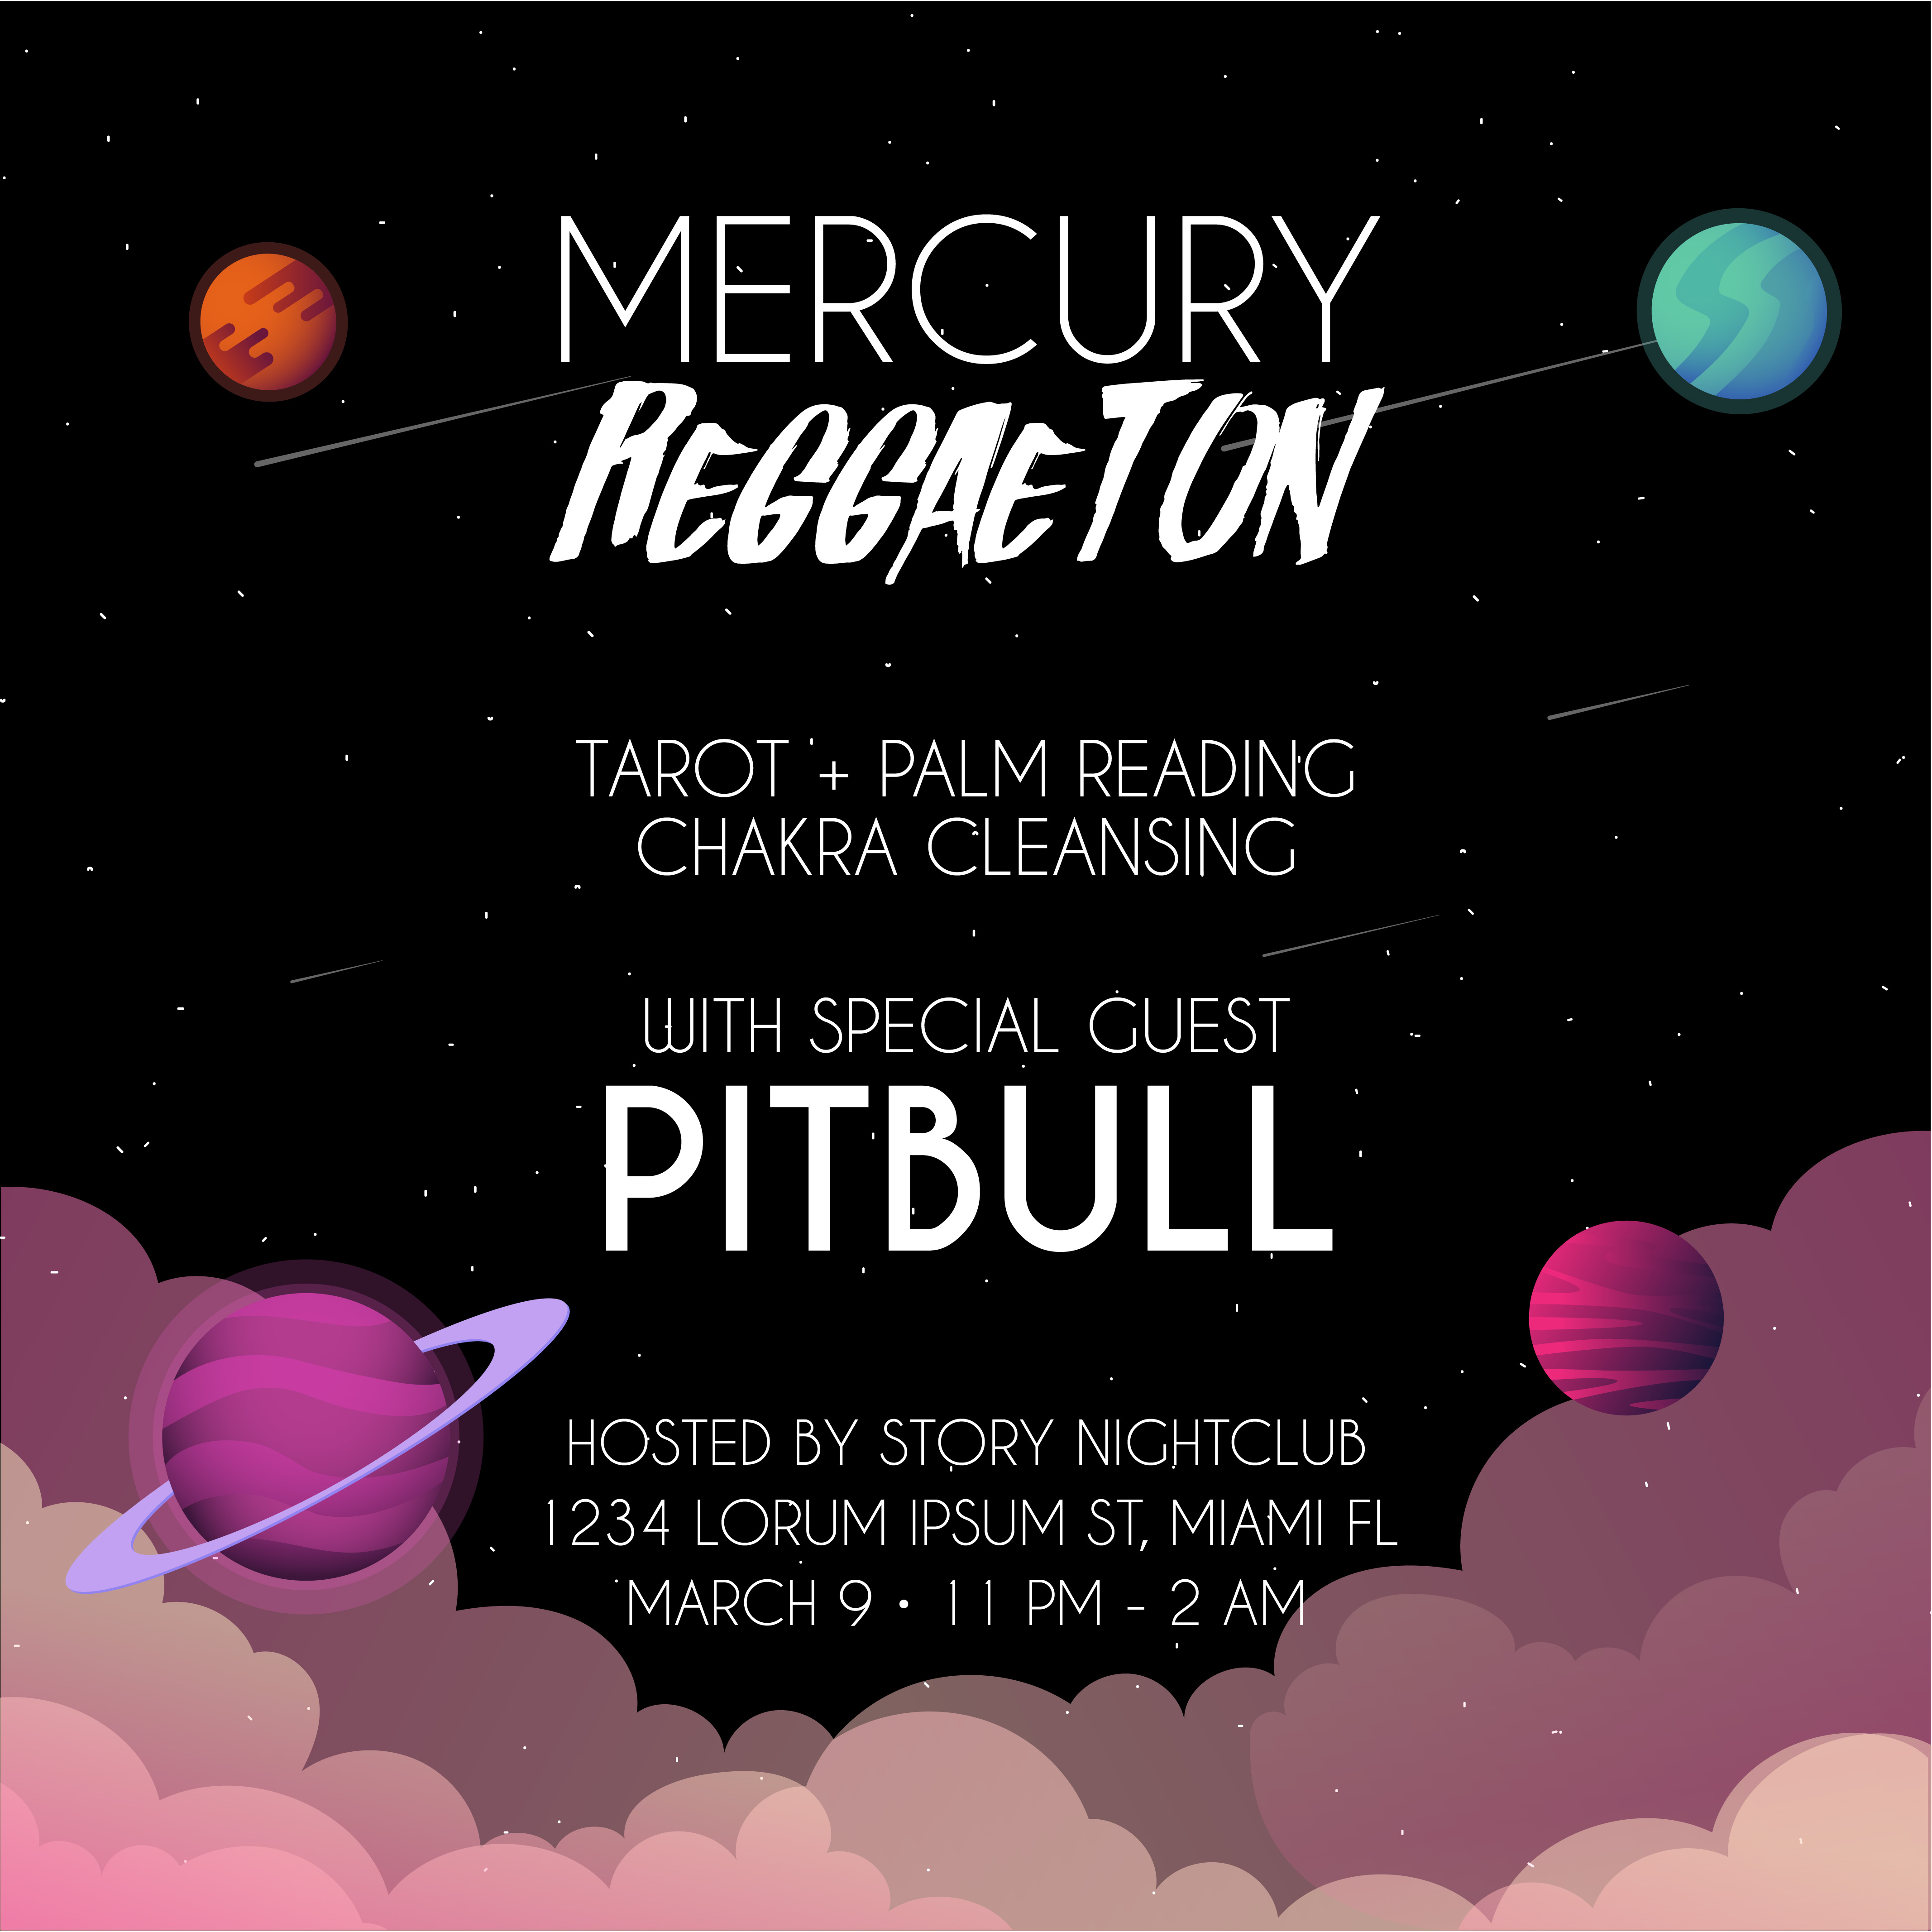 MERCURY
REGGAETON
TAROT + PALM READING
CHAKRA CLEANSING
WITH SPECIAL GUEST
PITBULL
HOSTED BY STORY NIGHTCLUB
1234 LORUM IPSUM ST, MIAMI FL
MARCH 9 • 11 PM - 2 AM